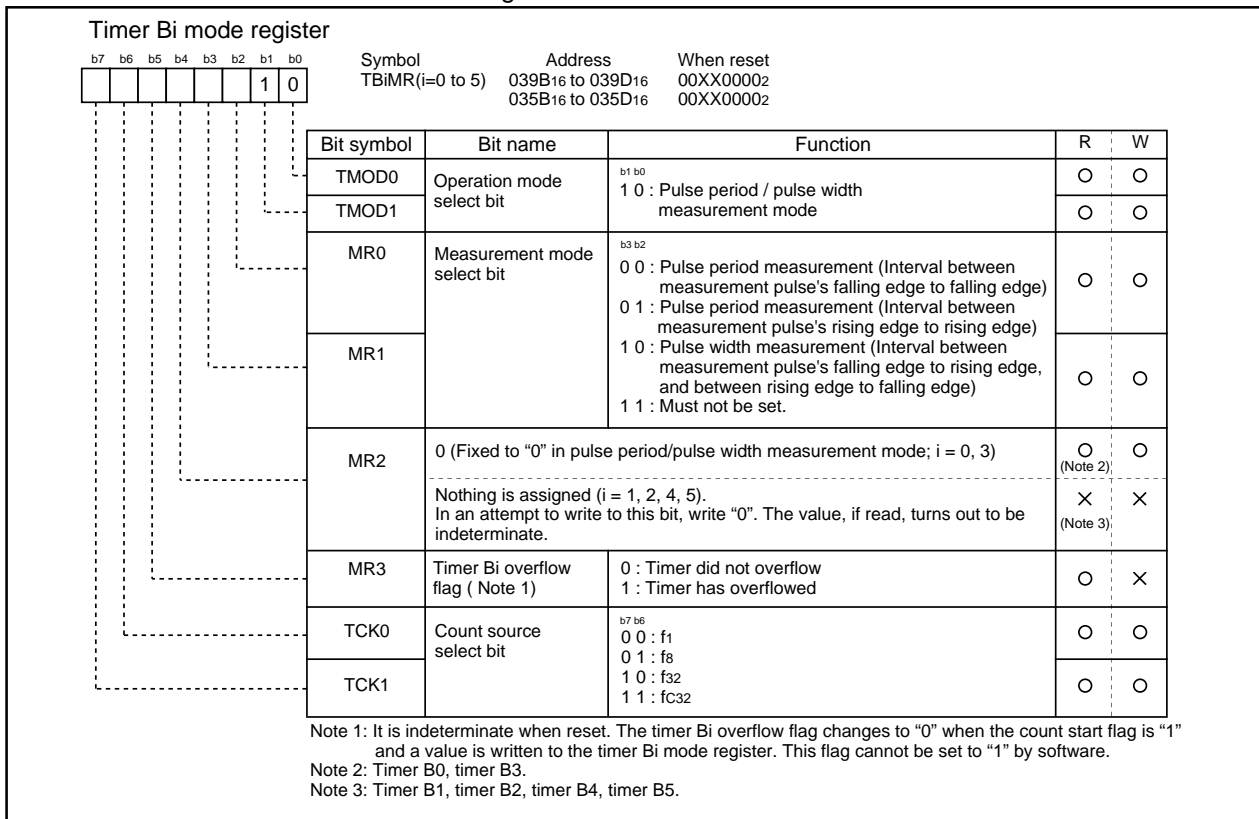 Timer Bi mode register
b7 b6 b5 b4 b3 b2 b1 b0
1 0
Symbol Address When reset
TBiMR(i=0 to 5) 039B16 to 039D16 00XX00002
035B16 to 035D16 00XX00002
Bit symbol Bit name Function R W
TMOD0
TMOD1
Operation mode
select bit
b1 b0
1 0 : Pulse period / pulse width
measurement mode
MR0
MR1
Measurement mode
select bit
b3 b2
0 0 : Pulse period measurement (Interval between
measurement pulse's falling edge to falling edge)
0 1 : Pulse period measurement (Interval between
measurement pulse's rising edge to rising edge)
1 0 : Pulse width measurement (Interval between
measurement pulse's falling edge to rising edge,
and between rising edge to falling edge)
1 1 : Must not be set.
MR2
0 (Fixed to “0” in pulse period/pulse width measurement mode; i = 0, 3)
(Note 2)
Nothing is assigned (i = 1, 2, 4, 5).
In an attempt to write to this bit, write “0”. The value, if read, turns out to be
indeterminate.
(Note 3)
MR3
Timer Bi overflow
flag ( Note 1)
0 : Timer did not overflow
1 : Timer has overflowed
TCK0
TCK1
Count source
select bit
b7 b6
0 0 : f1
0 1 : f8
1 0 : f32
1 1 : fC32
Note 1: It is indeterminate when reset. The timer Bi overflow flag changes to “0” when the count start flag is “1”
and a value is written to the timer Bi mode register. This flag cannot be set to “1” by software.
Note 2: Timer B0, timer B3.
Note 3: Timer B1, timer B2, timer B4, timer B5.